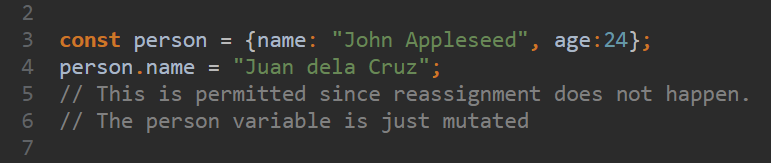 2
3 const person = {name: "John Appleseed", age:24};
4 person.name = "Juan dela Cruz";
5 // This is permitted since reassignment does not happen.
6 // The person variable is just mutated
7